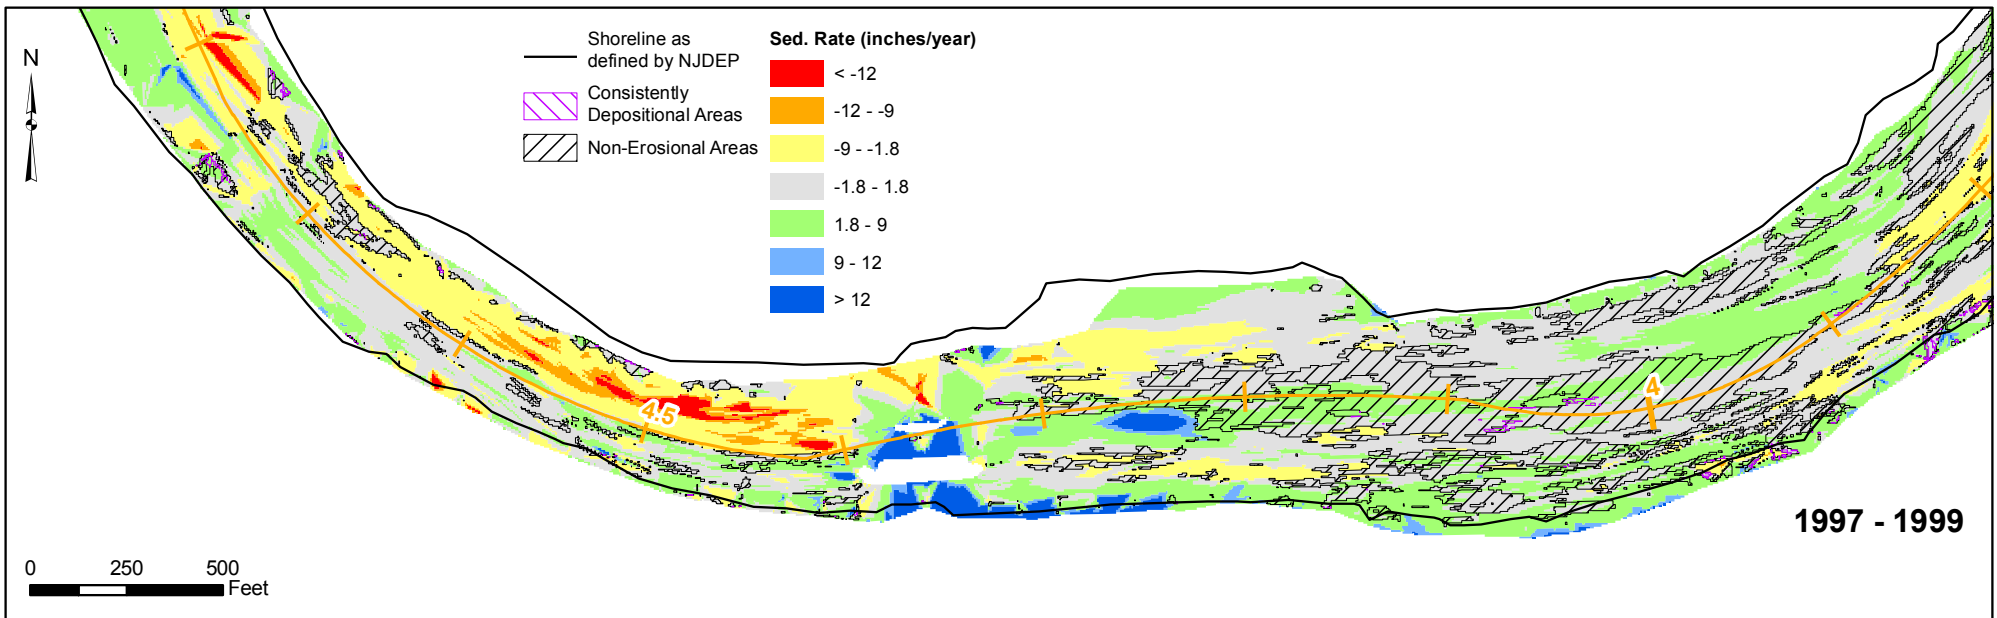 N
Shoreline as
defined by NJDEP
Consistently
Depositional Areas
Non-Erosional Areas
Sed. Rate (inches/year)
< -12
-12 - -9
-9 - -1.8
-1.8 - 1.8
1.8 - 9
9 - 12
> 12
4.5
4
1997 - 1999
0 250 500
Feet